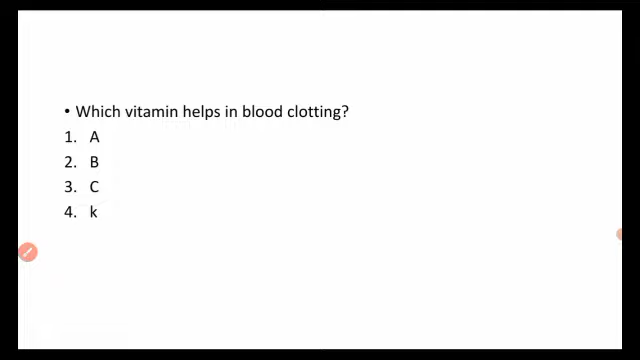 • Which vitamin helps in blood clotting?
1. A
2. B
3. C
4. k